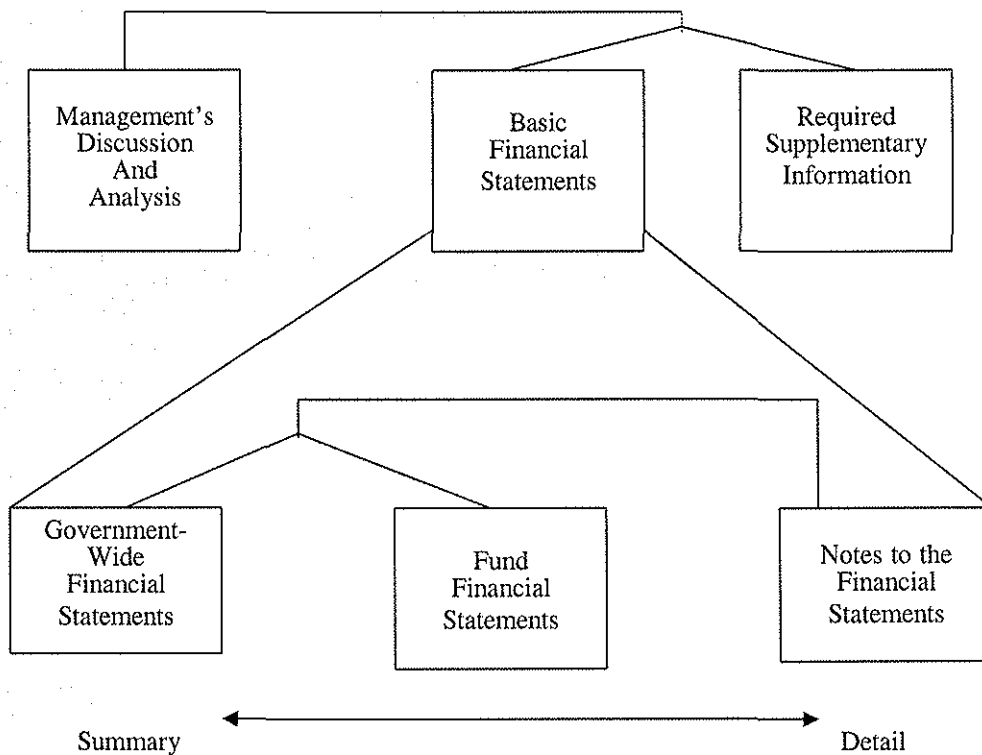 Management's
Discussion
And
Analysis
Basic
Financial
Statements
Required
Supplementary
Information
Government-
Wide
Financial
Statements
Fund
Financial
Statements
Notes to the
Financial
Statements
Summary
Detail